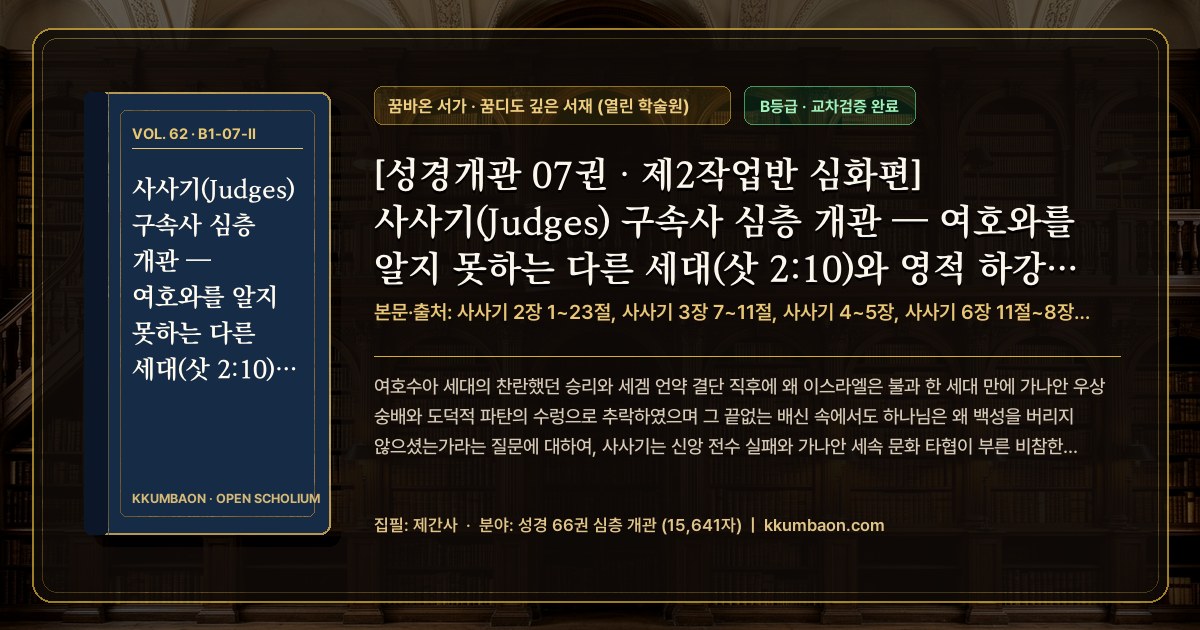 VOL. 62 · B1-07-II
사사기(Judges)
구속사 심층
개관 —
여호와를 알지
못하는 다른
세대(삿 2:10)…
KKUMBAON · OPEN SCHOLIUM
꿈바온 서가 · 꿈디도 깊은 서재 (열린 학술원)
B등급 · 교차검증 완료
[성경개관 07권 · 제2작업반 심화편]
사사기(Judges) 구속사 심층 개관 — 여호와를
알지 못하는 다른 세대(삿 2:10)와 영적 하강…
본문·출처: 사사기 2장 1~23절, 사사기 3장 7~11절, 사사기 4~5장, 사사기 6장 11절~8장...
여호수아 세대의 찬란했던 승리와 세겜 언약 결단 직후에 왜 이스라엘은 불과 한 세대 만에 가나안 우상
숭배와 도덕적 파탄의 수렁으로 추락하였으며 그 끝없는 배신 속에서도 하나님은 왜 백성을 버리지
않으셨는가라는 질문에 대하여, 사사기는 신앙 전수 실패와 가나안 세속 문화 타협이 부른 비참한...
집필: 제간사 · 분야: 성경 66권 심층 개관 (15,641자) | kkumbaon.com